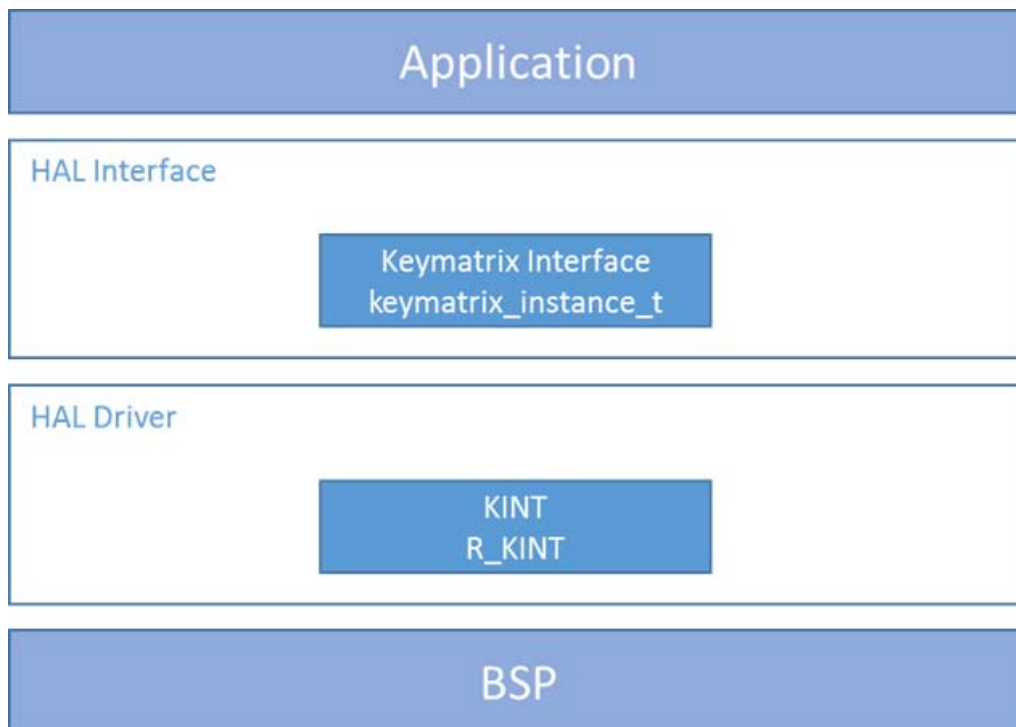 Application
HAL Interface
Keymatrix Interface
keymatrix_instance_t
HAL Driver
KINT
R_KINT
BSP